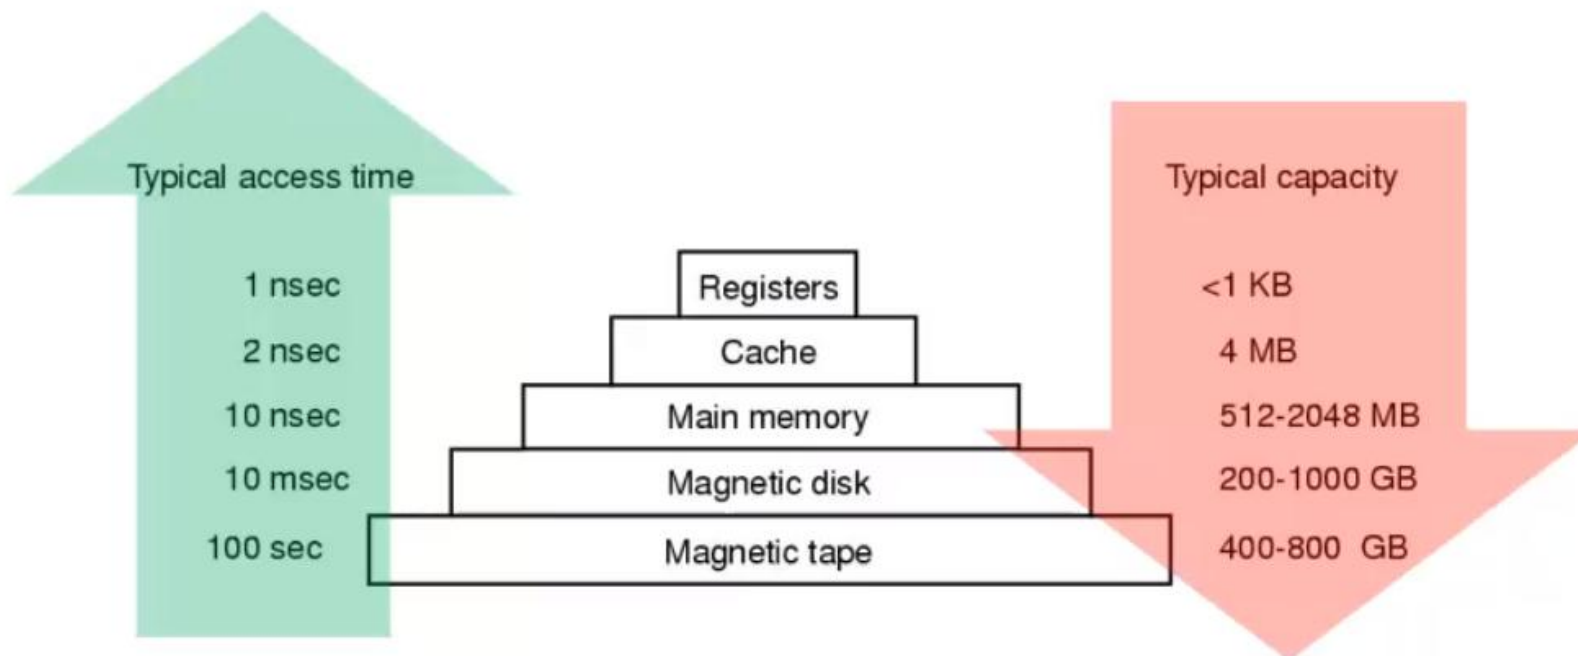 Typical access time
Typical capacity
1 nsec
Registers
<1 KB
2 nsec
Cache
4 MB
10 nsec
Main memory
512-2048 MB
10 msec
Magnetic disk
200-1000 GB
100 sec
Magnetic tape
400-800 GB